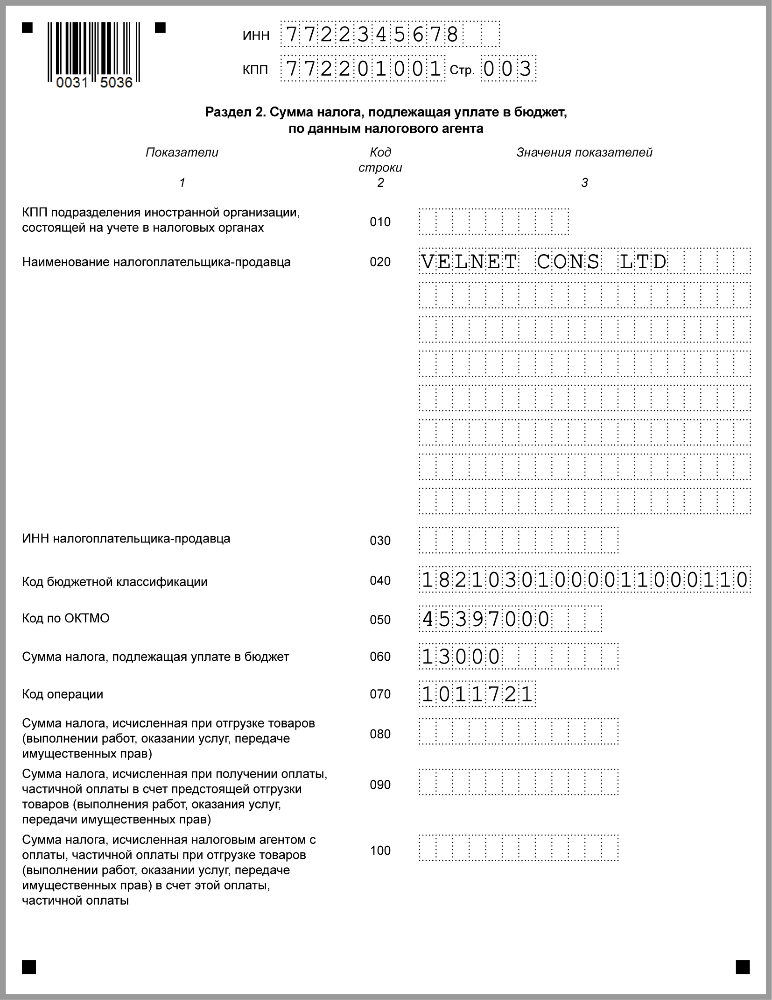 ИНН 7722345678
0031 5036
КПП 772201001 Стр. 003
Раздел 2. Сумма налога, подлежащая уплате в бюджет,
по данным налогового агента
Показатели Код строки Значения показателей
1 2 3
КПП подразделения иностранной организации,
состоящей на учете в налоговых органах 010
Наименование налогоплательщика-продавца 020 VELNET CONS LTD
ИНН налогоплательщика-продавца 030
Код бюджетной классификации 040 18210301000011000110
Код по ОКТМО 050 45397000
Сумма налога, подлежащая уплате в бюджет 060 13000
Код операции 070 1011721
Сумма налога, исчисленная при отгрузке товаров
(выполнении работ, оказании услуг, передаче 080
имущественных прав)
Сумма налога, исчисленная при получении оплаты,
частичной оплаты в счет предстоящей отгрузки 090
товаров (выполнения работ, оказания услуг,
передачи имущественных прав)
Сумма налога, исчисленная налоговым агентом с
оплаты, частичной оплаты при отгрузке товаров 100
(выполнении работ, оказании услуг, передаче
имущественных прав) в счет этой оплаты,
частичной оплаты